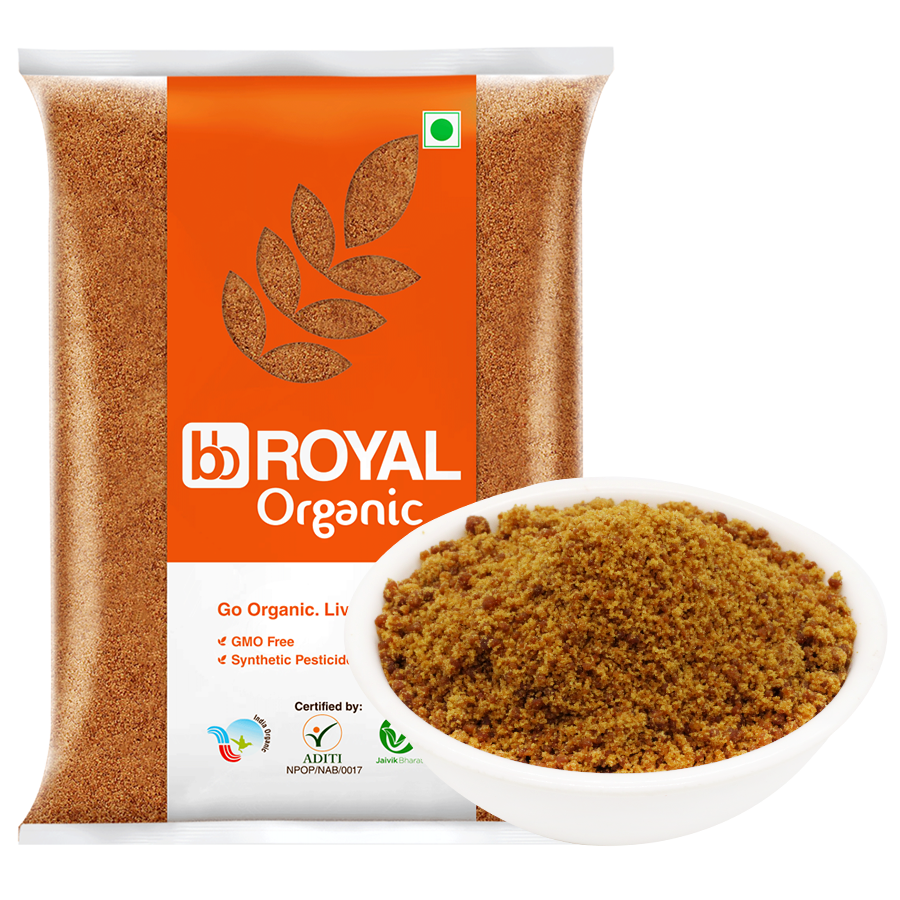 bb ROYAL
Organic
Go Organic. Liv
GMO Free
Synthetic Pesticide
Certified by:
India Organic
ADITI
NPOP/NAB/0017
Jaivik Bharat